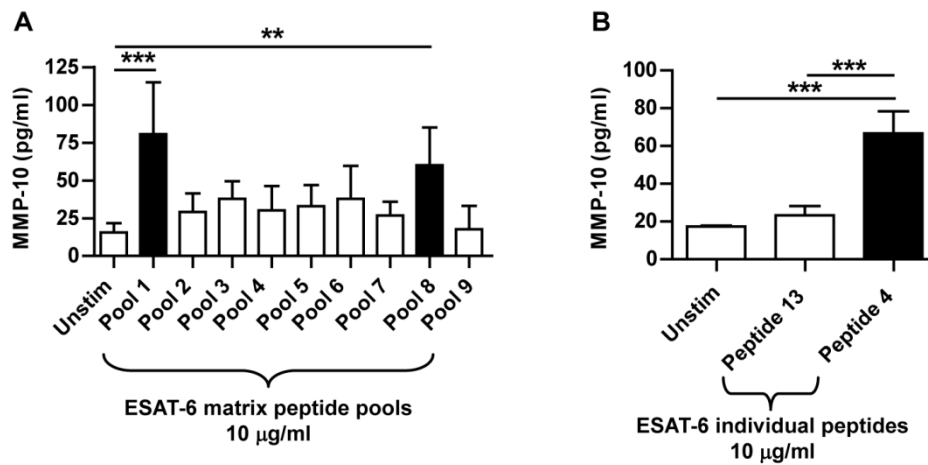 A
**
***
MMP-10 (pg/ml)
125
100
75
50
25
0
Unstim
Pool 1
Pool 2
Pool 3
Pool 4
Pool 5
Pool 6
Pool 7
Pool 8
Pool 9
ESAT-6 matrix peptide pools
10 µg/ml
B
***
***
MMP-10 (pg/ml)
100
80
60
40
20
0
Unstim
Peptide 13
Peptide 4
ESAT-6 individual peptides
10 µg/ml